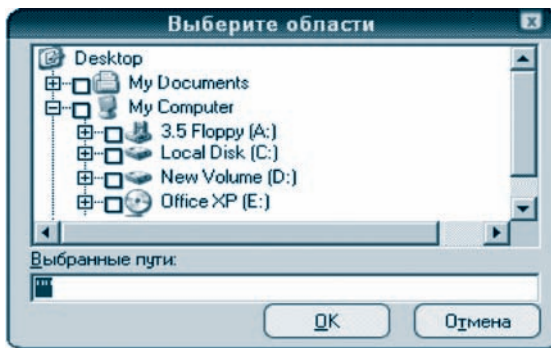 Выберите области
Desktop
My Documents
My Computer
3.5 Floppy (A:)
Local Disk (C:)
New Volume (D:)
Office XP (E:)
Выбранные пути:
""
OK
Отмена